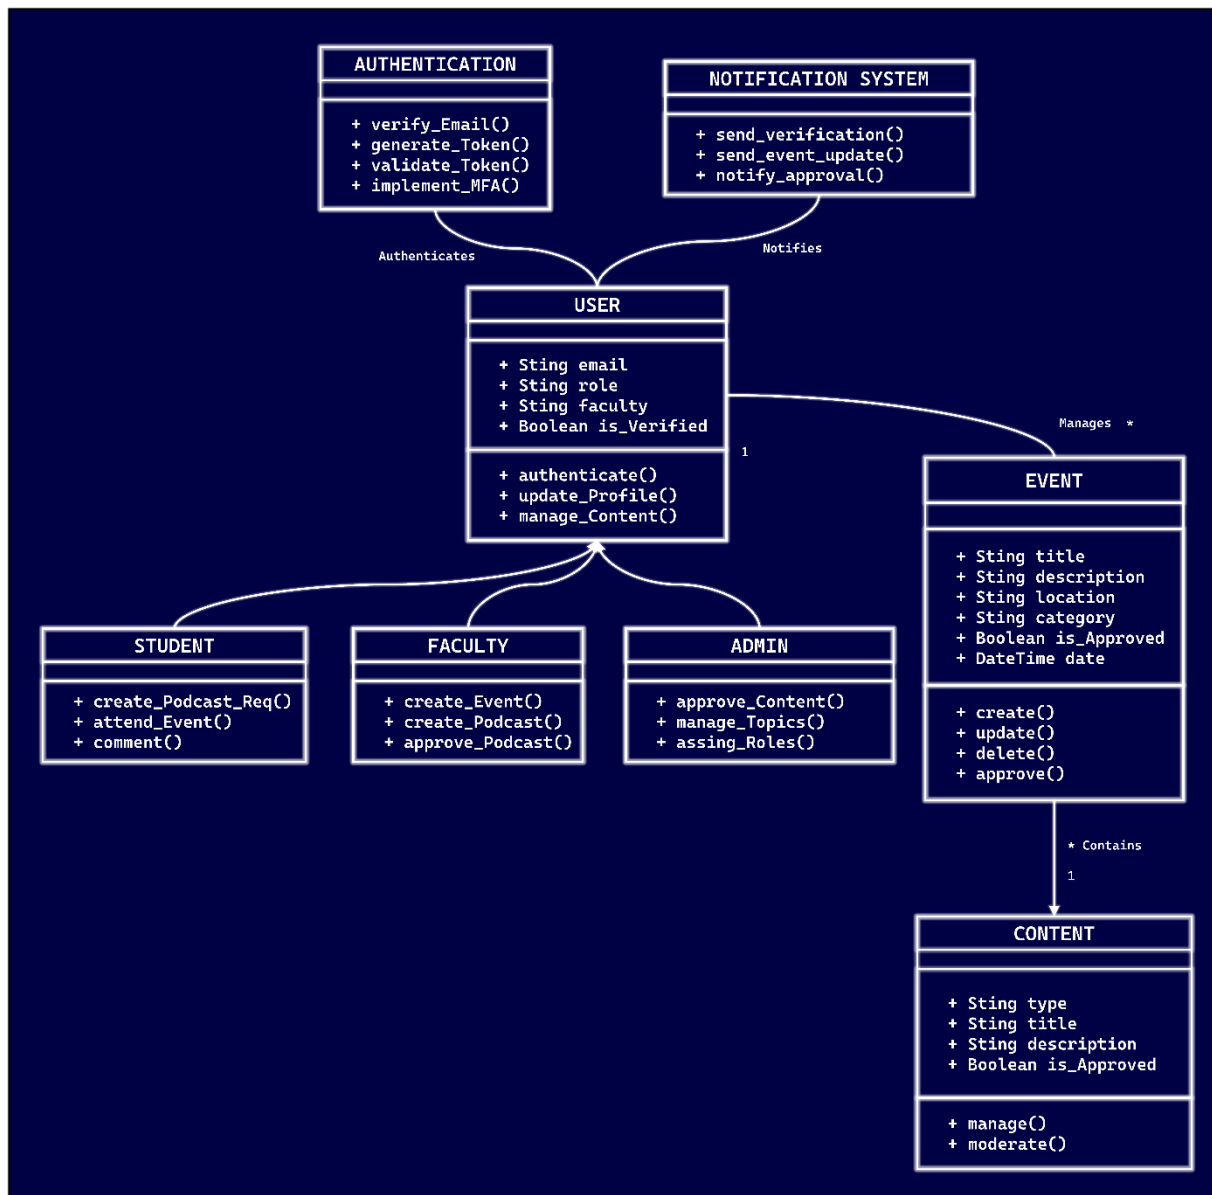 AUTHENTICATION
+ verify_Email()
+ generate_Token()
+ validate_Token()
+ implement_MFA()
NOTIFICATION SYSTEM
+ send_verification()
+ send_event_update()
+ notify_approval()
Authenticates
Notifies
USER
+ Sting email
+ Sting role
+ Sting faculty
+ Boolean is_Verified
+ authenticate()
+ update_Profile()
+ manage_Content()
Manages *
1
EVENT
+ Sting title
+ Sting description
+ Sting location
+ Sting category
+ Boolean is_Approved
+ DateTime date
+ create()
+ update()
+ delete()
+ approve()
STUDENT
+ create_Podcast_Req()
+ attend_Event()
+ comment()
FACULTY
+ create_Event()
+ create_Podcast()
+ approve_Podcast()
ADMIN
+ approve_Content()
+ manage_Topics()
+ assing_Roles()
* Contains
1
CONTENT
+ Sting type
+ Sting title
+ Sting description
+ Boolean is_Approved
+ manage()
+ moderate()